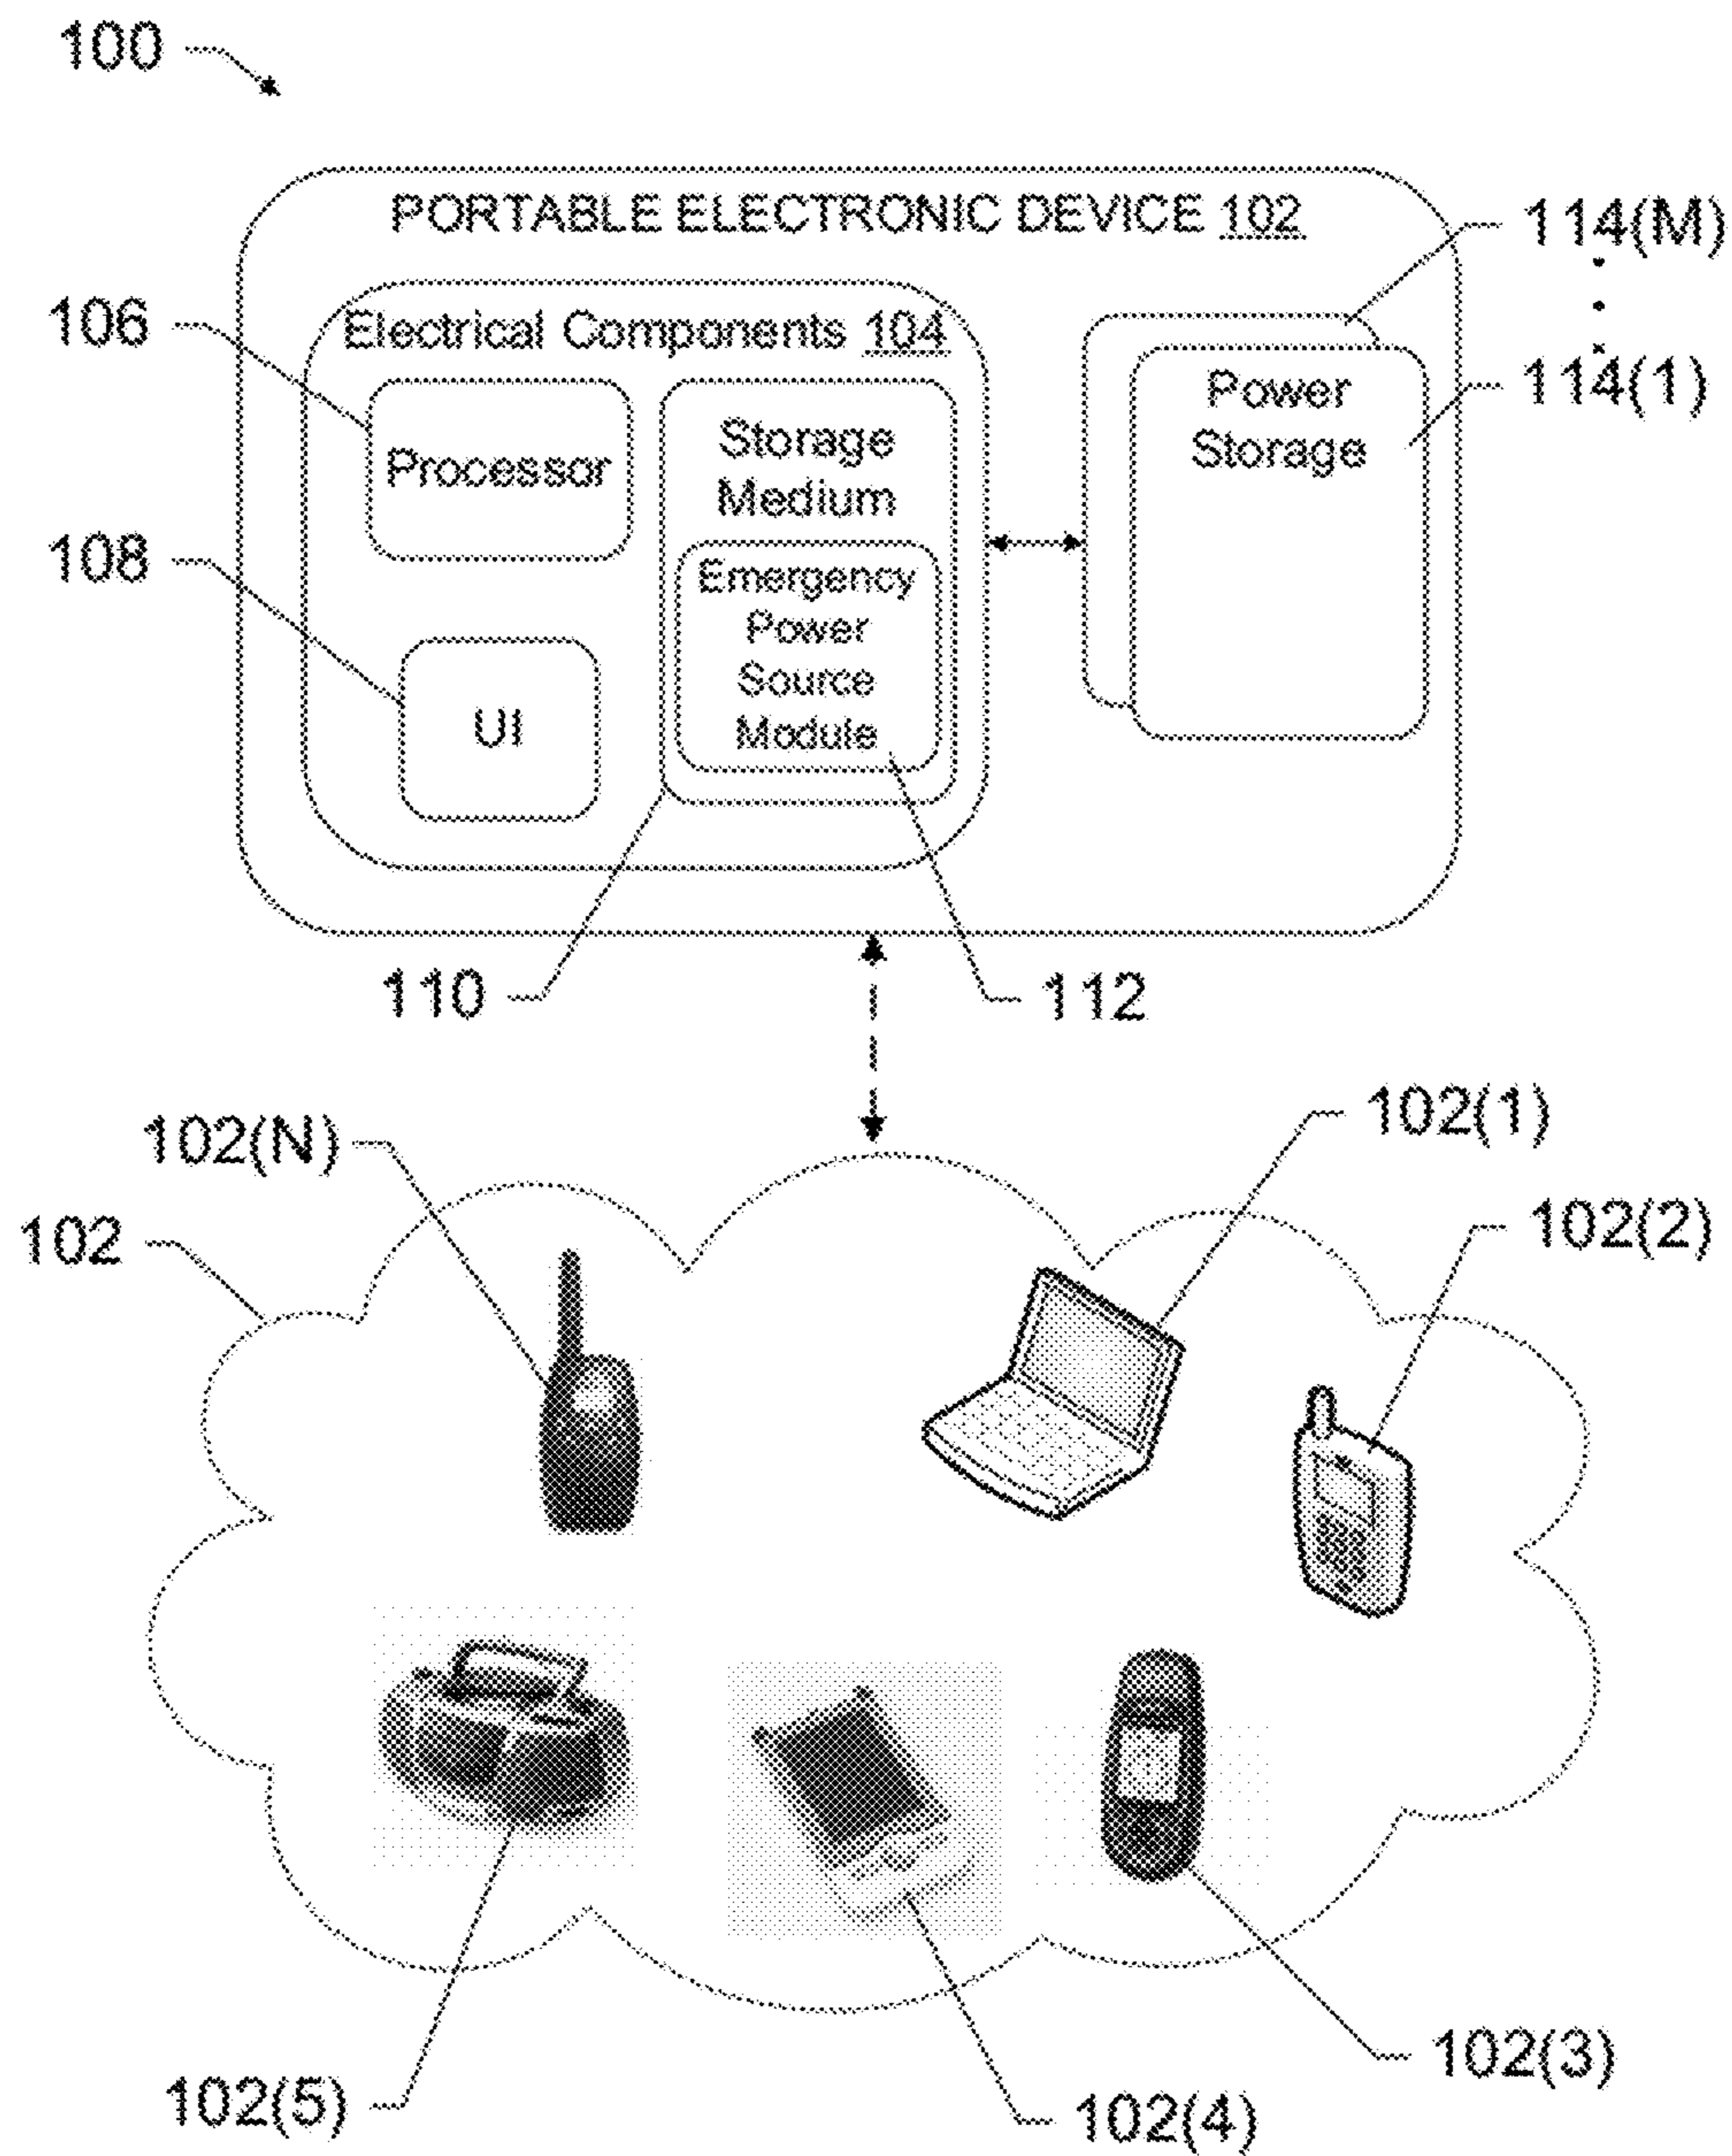 100
PORTABLE ELECTRONIC DEVICE 102
114(M)
106
Electrical Components 104
114(1)
Power
Storage
Processor
Storage
Medium
108
Emergency
Power
Source
Module
UI
110
112
102(N)
102(1)
102
102(2)
102(3)
102(5)
102(4)